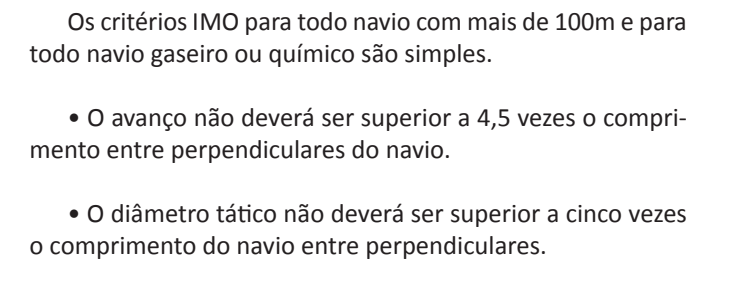 Os critérios IMO para todo navio com mais de 100m e para
todo navio gaseiro ou químico são simples.
• O avanço não deverá ser superior a 4,5 vezes o compri-
mento entre perpendiculares do navio.
• O diâmetro tático não deverá ser superior a cinco vezes
o comprimento do navio entre perpendiculares.